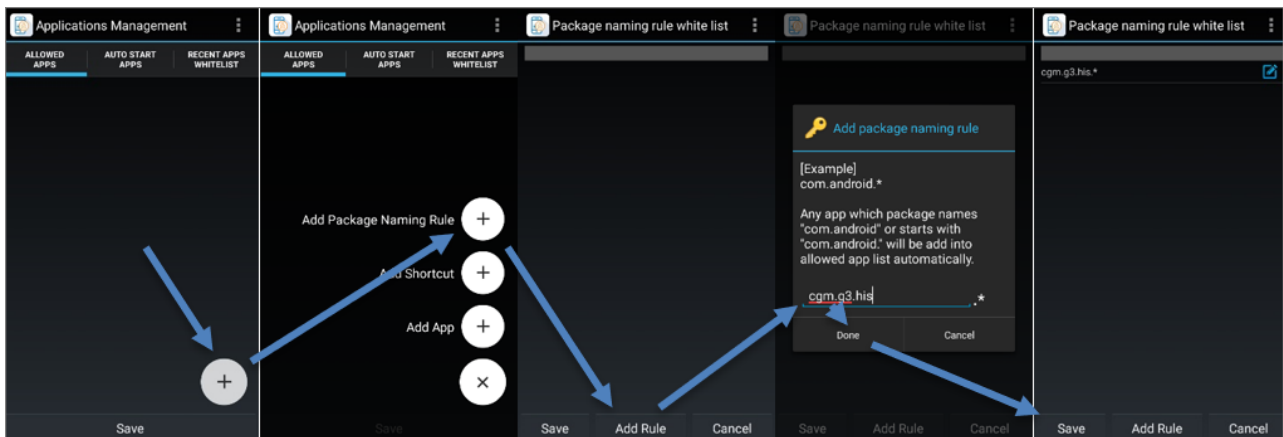 Applications Management
ALLOWED APPS
AUTO START APPS
RECENT APPS WHITELIST
Save
Applications Management
ALLOWED APPS
AUTO START APPS
RECENT APPS WHITELIST
Add Package Naming Rule
Add Shortcut
Add App
Save
Package naming rule white list
Save
Add Rule
Cancel
Package naming rule white list
Add package naming rule
[Example]
com.android.*
Any app which package names
"com.android" or starts with
"com.android." will be add into
allowed app list automatically.
cgm.g3.his
.*
Done
Cancel
Save
Add Rule
Cancel
Package naming rule white list
cgm.g3.his.*
Save
Add Rule
Cancel